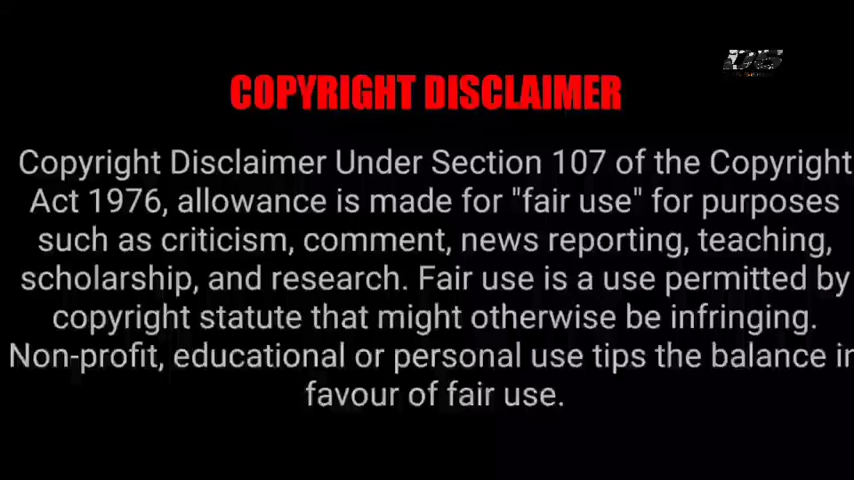 COPYRIGHT DISCLAIMER
Copyright Disclaimer Under Section 107 of the Copyright
Act 1976, allowance is made for "fair use" for purposes
such as criticism, comment, news reporting, teaching,
scholarship, and research. Fair use is a use permitted by
copyright statute that might otherwise be infringing.
Non-profit, educational or personal use tips the balance in
favour of fair use.